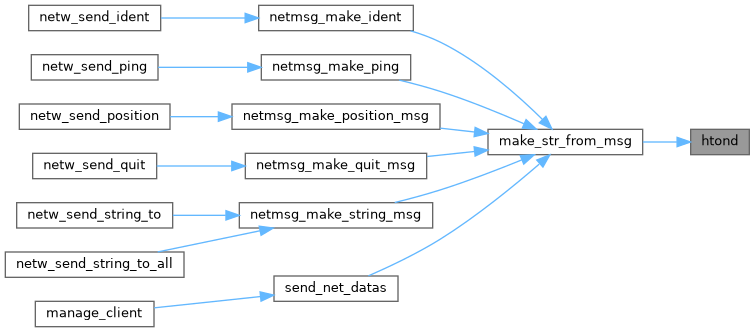 netw_send_ident
netmsg_make_ident
netw_send_ping
netmsg_make_ping
netw_send_position
netmsg_make_position_msg
make_str_from_msg
htond
netw_send_quit
netmsg_make_quit_msg
netw_send_string_to
netmsg_make_string_msg
netw_send_string_to_all
send_net_datas
manage_client